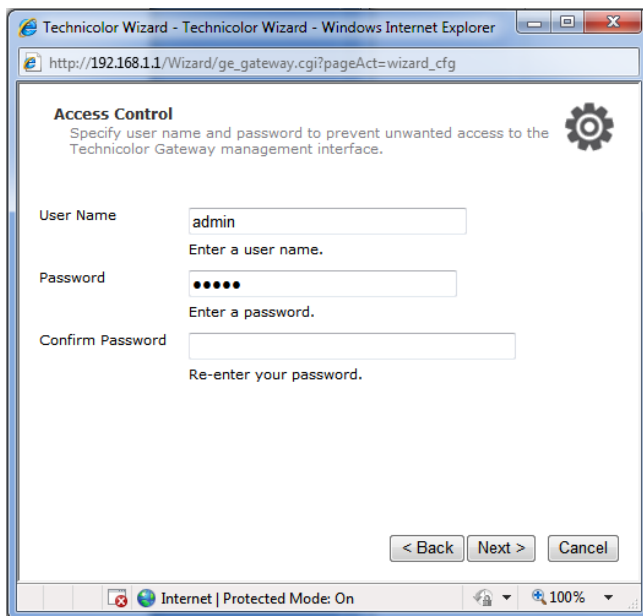 Technicolor Wizard - Technicolor Wizard - Windows Internet Explorer
http://192.168.1.1/Wizard/ge_gateway.cgi?pageAct=wizard_cfg
Access Control
Specify user name and password to prevent unwanted access to the
Technicolor Gateway management interface.
User Name
admin
Enter a user name.
Password
●●●●●
Enter a password.
Confirm Password
Re-enter your password.
< Back Next > Cancel
Internet | Protected Mode: On 100%